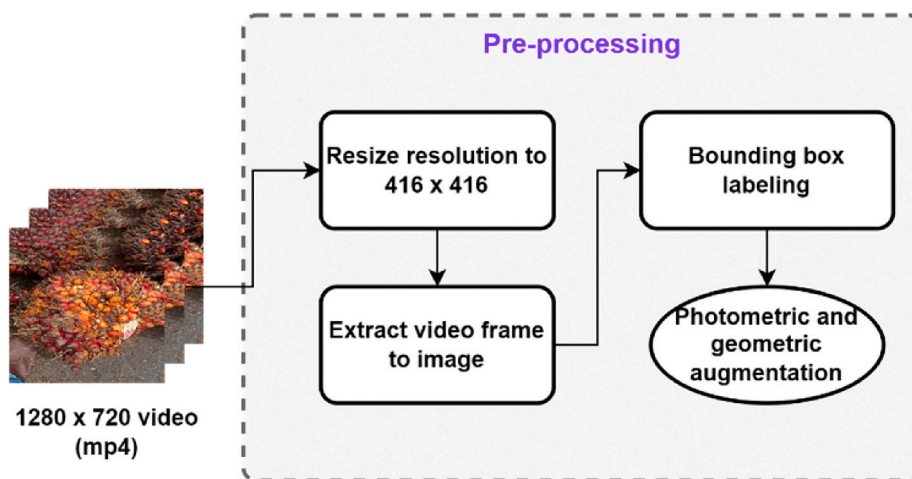 Pre-processing
Resize resolution to
416 x 416
Bounding box
labeling
Extract video frame
to image
Photometric and
geometric
augmentation
1280 x 720 video
(mp4)